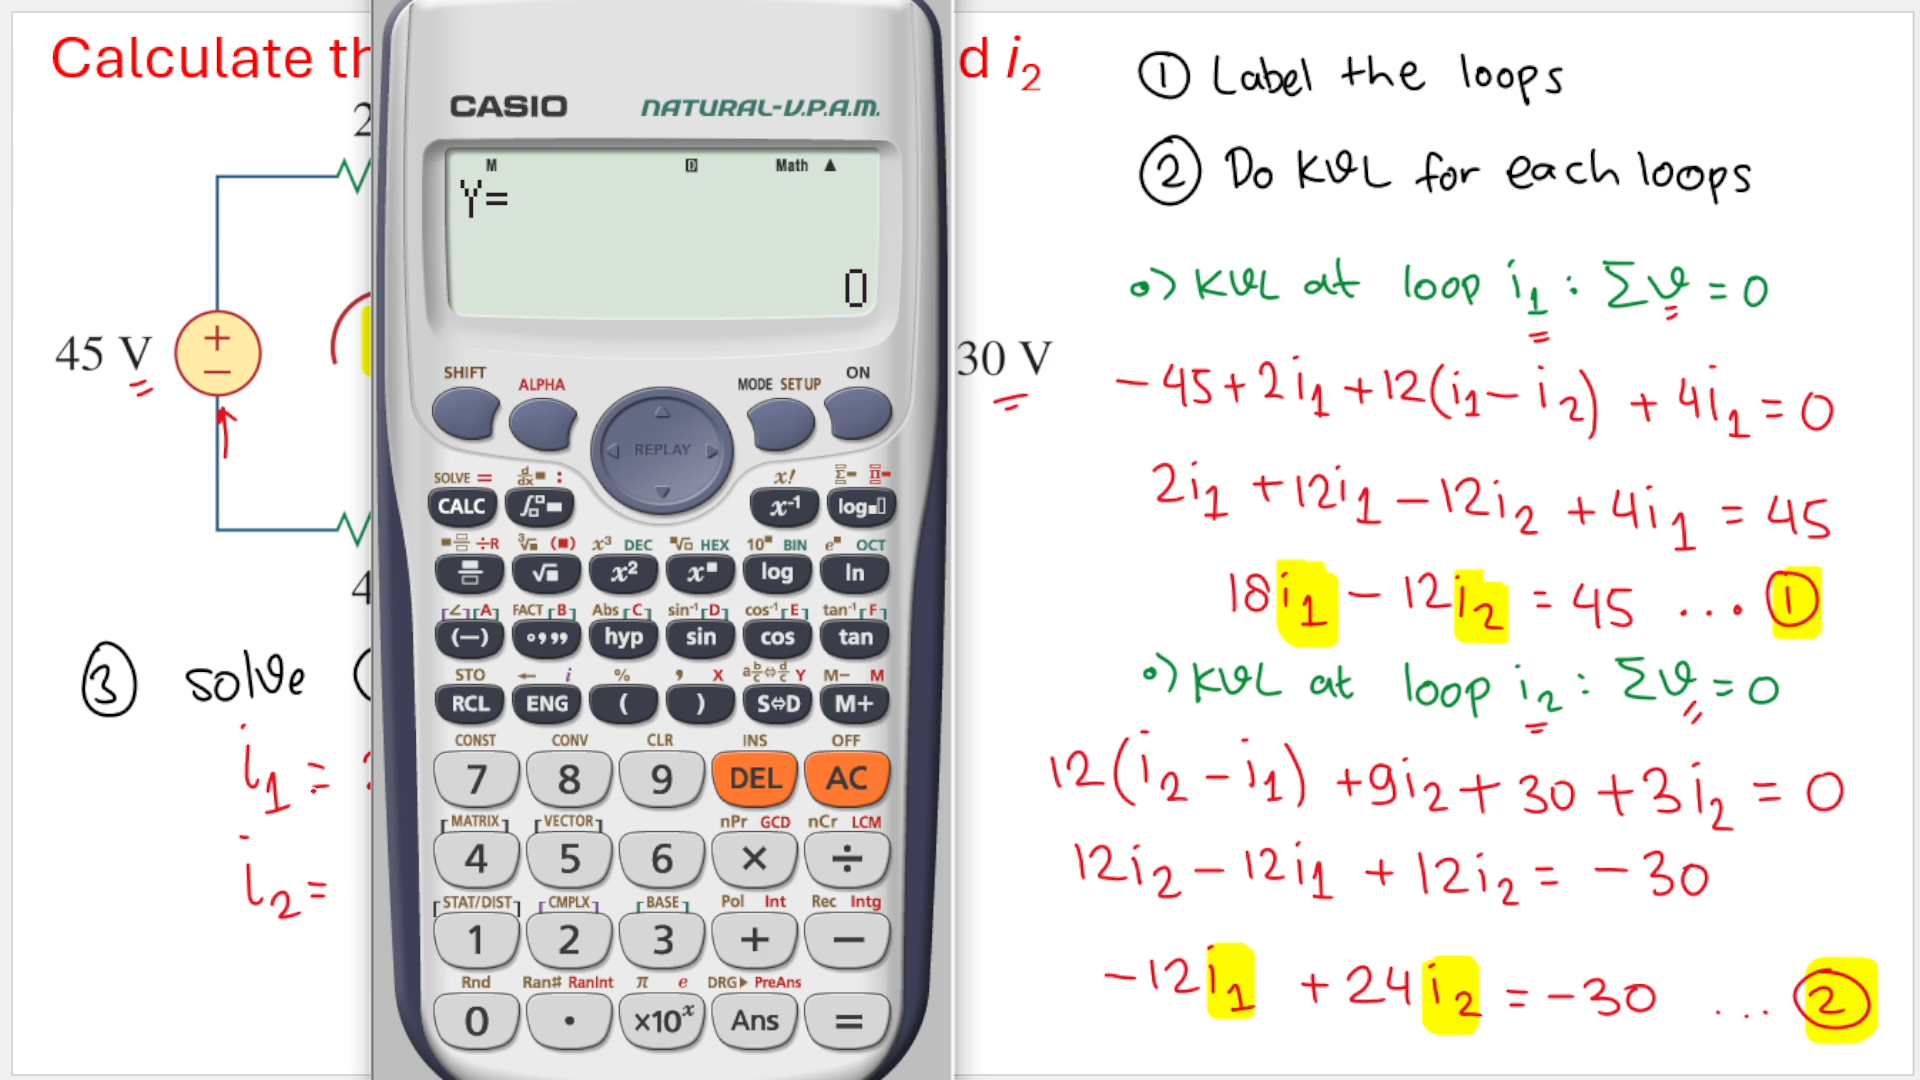 Calculate th
d i₂
2
45 V
+
−
4
30 V
③ solve (
i₁ =
i₂ =
CASIO NATURAL-V.P.A.M.
M D Math ▲
Y=
0
SHIFT ALPHA MODE SETUP ON
REPLAY
SOLVE = d/dx :
x! Σ Π
CALC ∫ x⁻¹ log
÷R ³√ x³ DEC √ HEX 10 BIN e OCT
√ x² x log ln
∠ A FACT B Abs C sin⁻¹ D cos⁻¹ E tan⁻¹ F
(−) °,,, hyp sin cos tan
STO ← i % , X a b/c⇔d/c Y M− M
RCL ENG ( ) S⇔D M+
CONST CONV CLR INS OFF
7 8 9 DEL AC
MATRIX VECTOR nPr GCD nCr LCM
4 5 6 × ÷
STAT/DIST CMPLX BASE Pol Int Rec Intg
1 2 3 + −
Rnd Ran# RanInt π e DRG▶ PreAns
0 . ×10ˣ Ans =
① Label the loops
② Do KVL for each loops
•) KVL at loop i₁ : Σv = 0
−45+2i₁+12(i₁−i₂) + 4i₁ = 0
2i₁ +12i₁ −12i₂ + 4i₁ = 45
18i₁ − 12i₂ = 45 ... ①
•) KVL at loop i₂ : Σv = 0
12(i₂ − i₁) +9i₂ + 30 +3i₂ = 0
12i₂ − 12i₁ + 12i₂ = −30
−12i₁ + 24i₂ = −30 ... ②